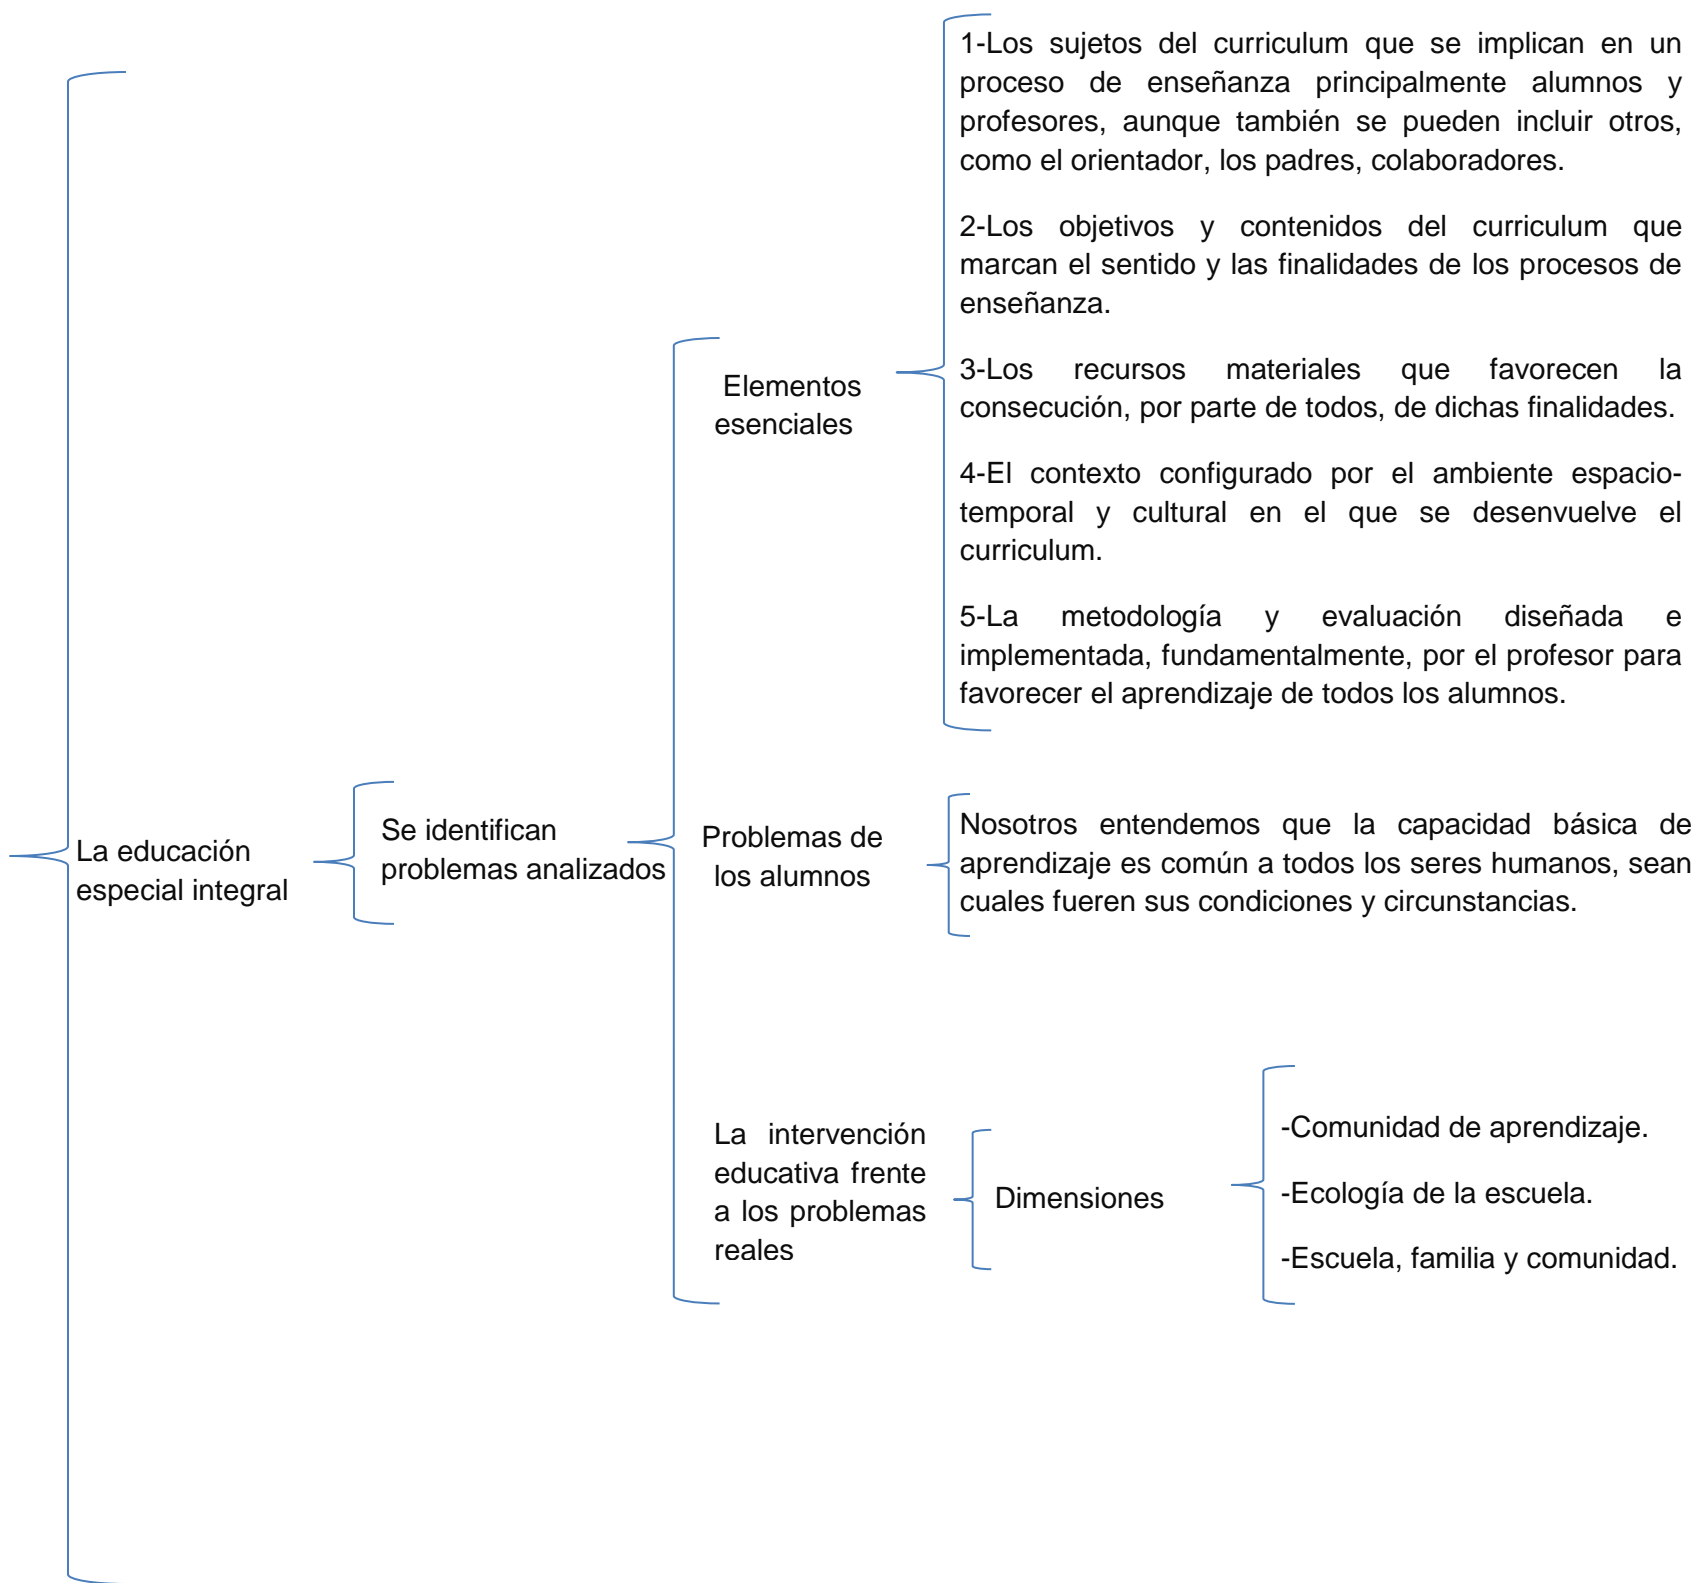 La educación
especial integral
Se identifican
problemas analizados
Elementos
esenciales
1-Los sujetos del curriculum que se implican en un
proceso de enseñanza principalmente alumnos y
profesores, aunque también se pueden incluir otros,
como el orientador, los padres, colaboradores.
2-Los objetivos y contenidos del curriculum que
marcan el sentido y las finalidades de los procesos de
enseñanza.
3-Los recursos materiales que favorecen la
consecución, por parte de todos, de dichas finalidades.
4-El contexto configurado por el ambiente espacio-
temporal y cultural en el que se desenvuelve el
curriculum.
5-La metodología y evaluación diseñada e
implementada, fundamentalmente, por el profesor para
favorecer el aprendizaje de todos los alumnos.
Problemas de
los alumnos
Nosotros entendemos que la capacidad básica de
aprendizaje es común a todos los seres humanos, sean
cuales fueren sus condiciones y circunstancias.
La intervención
educativa frente
a los problemas
reales
Dimensiones
-Comunidad de aprendizaje.
-Ecología de la escuela.
-Escuela, familia y comunidad.